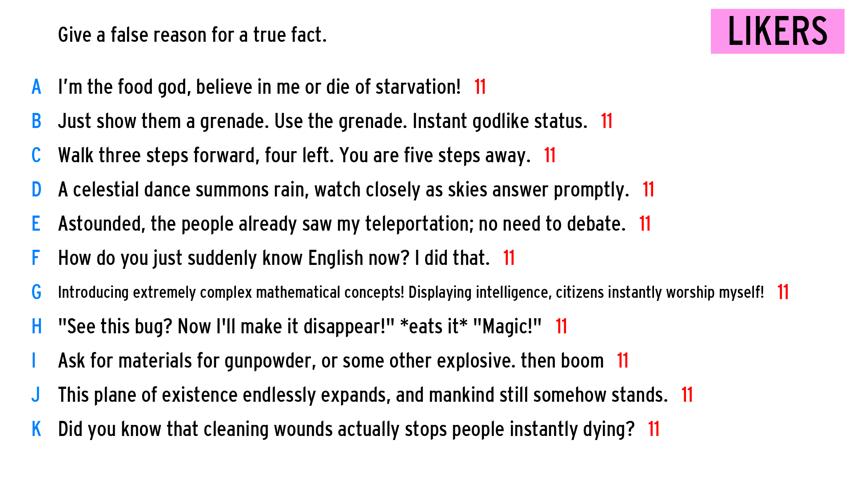 Give a false reason for a true fact.
LIKERS
A I'm the food god, believe in me or die of starvation! 11
B Just show them a grenade. Use the grenade. Instant godlike status. 11
C Walk three steps forward, four left. You are five steps away. 11
D A celestial dance summons rain, watch closely as skies answer promptly. 11
E Astounded, the people already saw my teleportation; no need to debate. 11
F How do you just suddenly know English now? I did that. 11
G Introducing extremely complex mathematical concepts! Displaying intelligence, citizens instantly worship myself! 11
H "See this bug? Now I'll make it disappear!" *eats it* "Magic!" 11
I Ask for materials for gunpowder, or some other explosive. then boom 11
J This plane of existence endlessly expands, and mankind still somehow stands. 11
K Did you know that cleaning wounds actually stops people instantly dying? 11